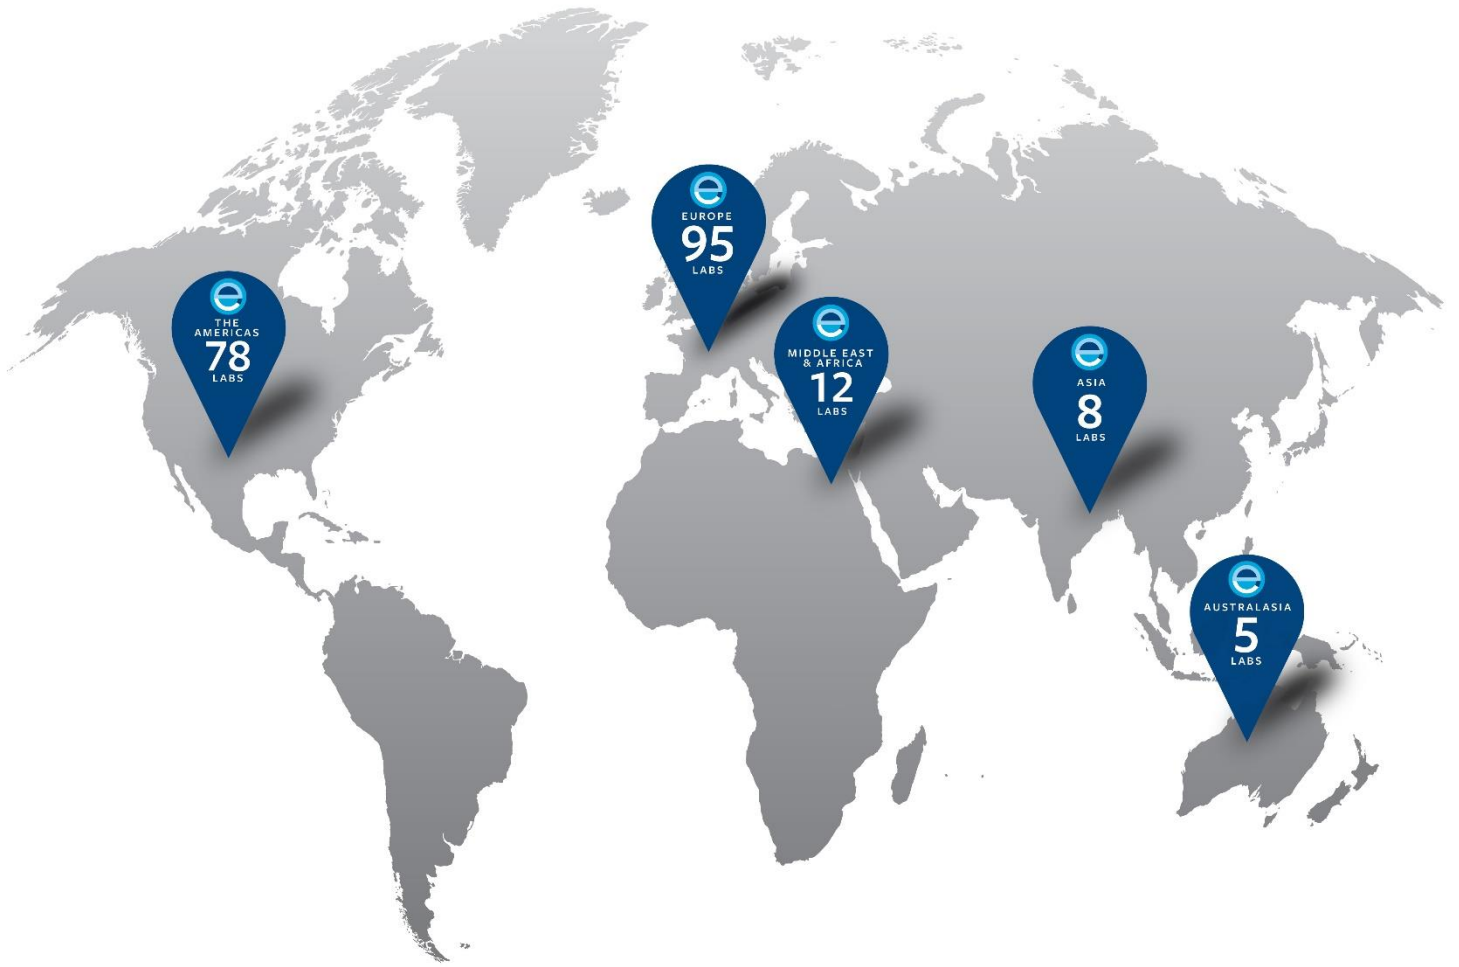 THE
AMERICAS
78
LABS
EUROPE
95
LABS
MIDDLE EAST
& AFRICA
12
LABS
ASIA
8
LABS
AUSTRALASIA
5
LABS